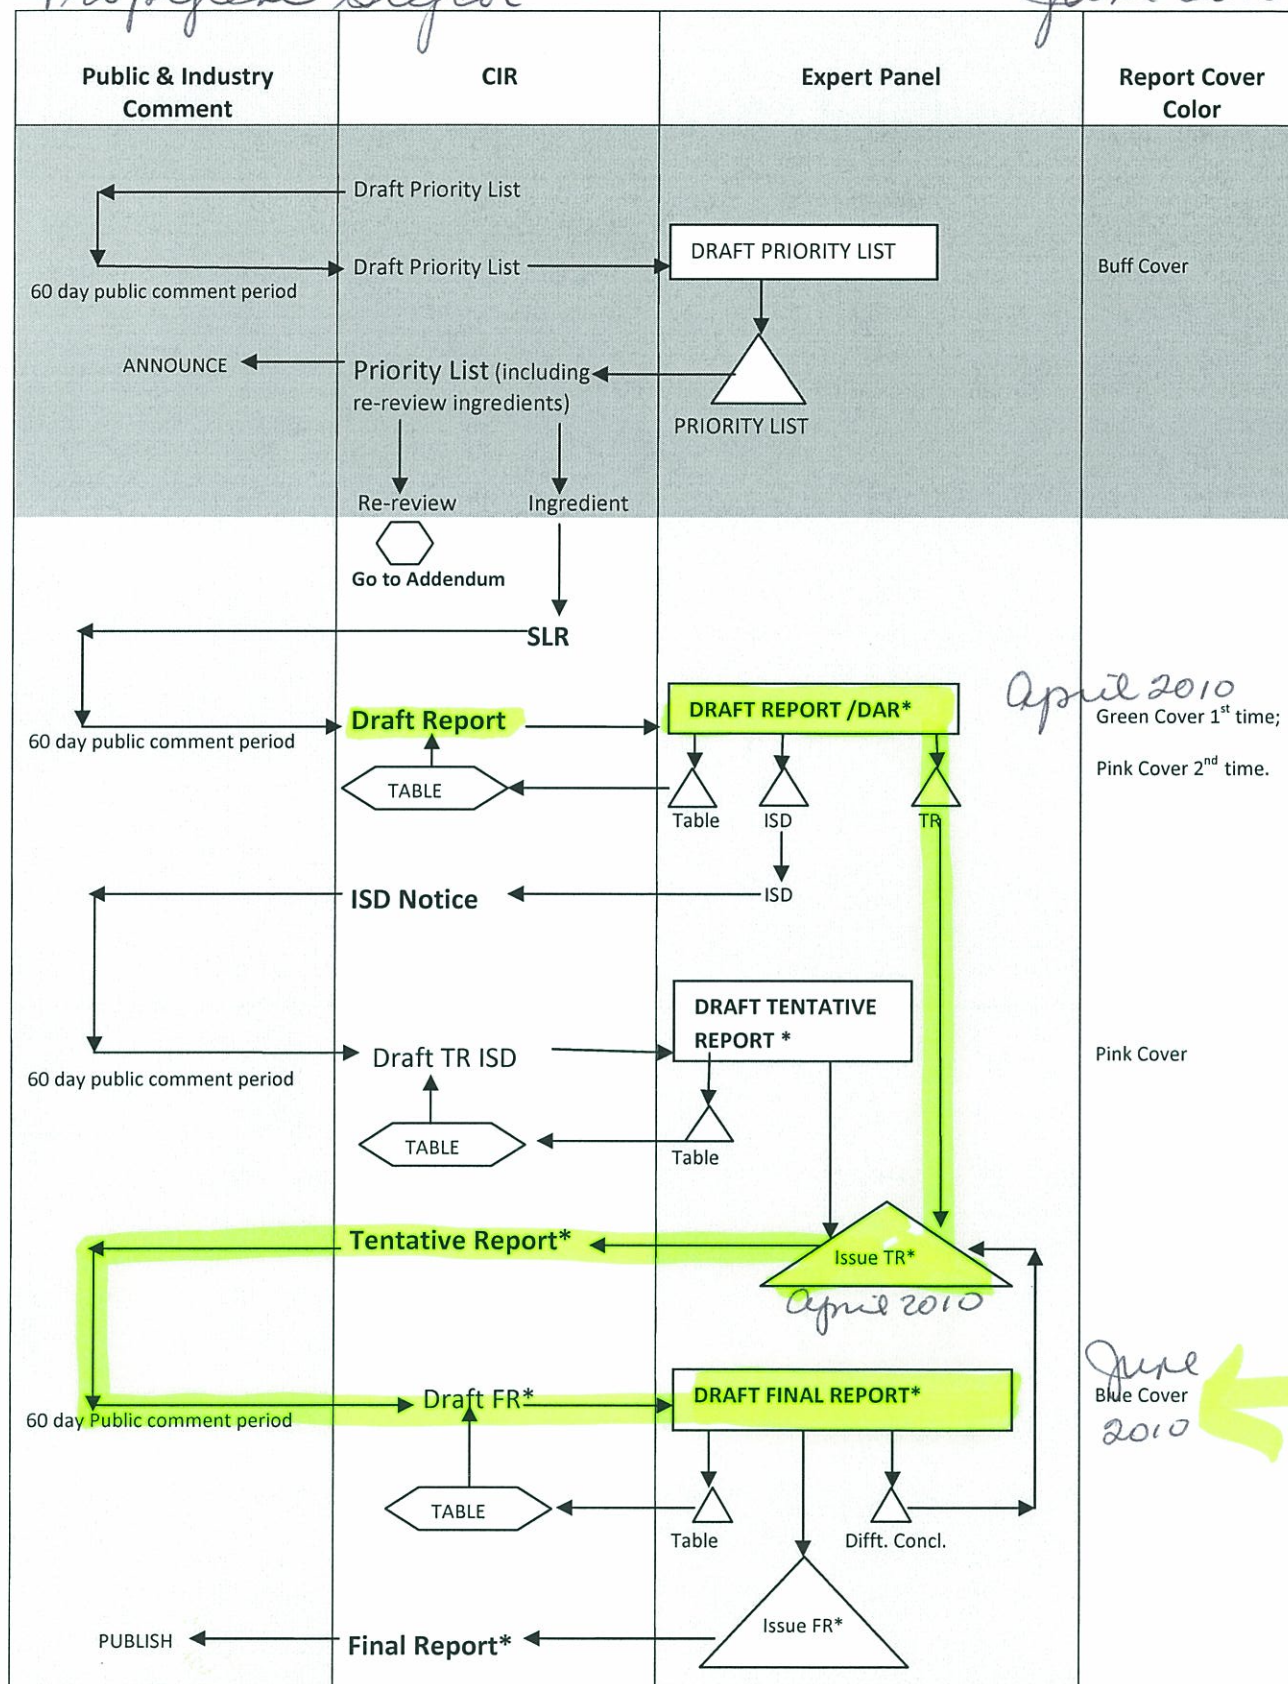 Public & Industry
Comment
CIR
Expert Panel
Report Cover
Color
Draft Priority List
Draft Priority List
DRAFT PRIORITY LIST
Buff Cover
60 day public comment period
ANNOUNCE
Priority List (including
re-review ingredients)
PRIORITY LIST
Re-review
Ingredient
Go to Addendum
SLR
April 2010
Draft Report
DRAFT REPORT /DAR*
Green Cover 1st time;
60 day public comment period
Pink Cover 2nd time.
TABLE
Table
ISD
TR
ISD Notice
ISD
DRAFT TENTATIVE
REPORT *
Draft TR ISD
Pink Cover
60 day public comment period
TABLE
Table
Tentative Report*
Issue TR*
April 2010
June
Draft FR*
DRAFT FINAL REPORT*
Blue Cover
60 day Public comment period
2010
TABLE
Table
Difft. Concl.
Issue FR*
PUBLISH
Final Report*